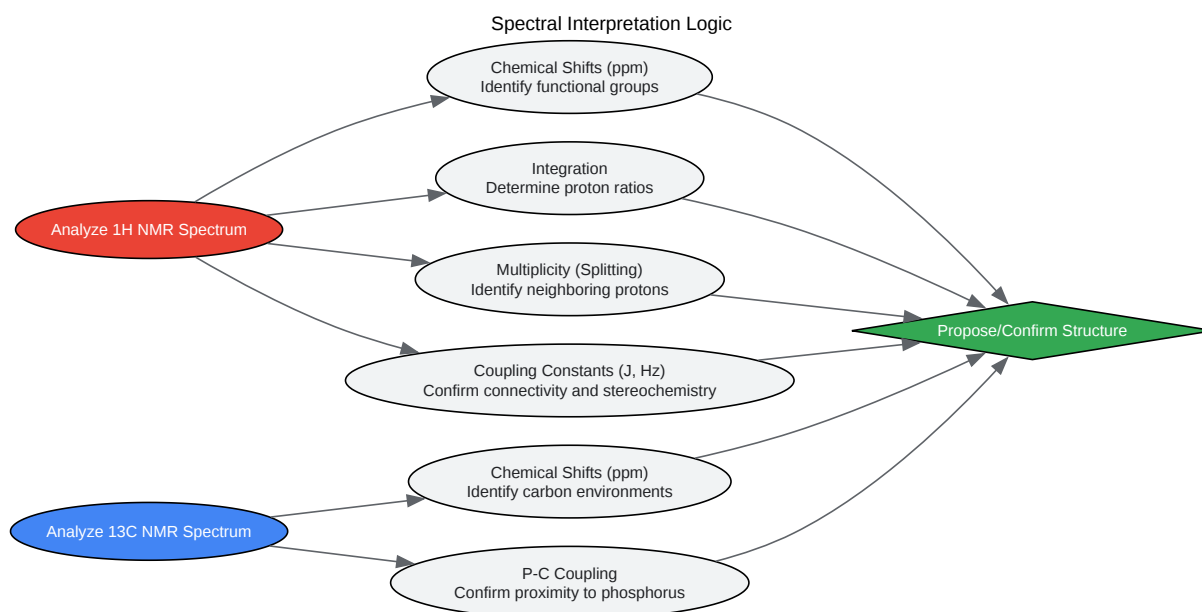 Spectral Interpretation Logic
Chemical Shifts (ppm)
Identify functional groups
Integration
Determine proton ratios
Analyze 1H NMR Spectrum
Multiplicity (Splitting)
Identify neighboring protons
Propose/Confirm Structure
Coupling Constants (J, Hz)
Confirm connectivity and stereochemistry
Chemical Shifts (ppm)
Identify carbon environments
Analyze 13C NMR Spectrum
P-C Coupling
Confirm proximity to phosphorus